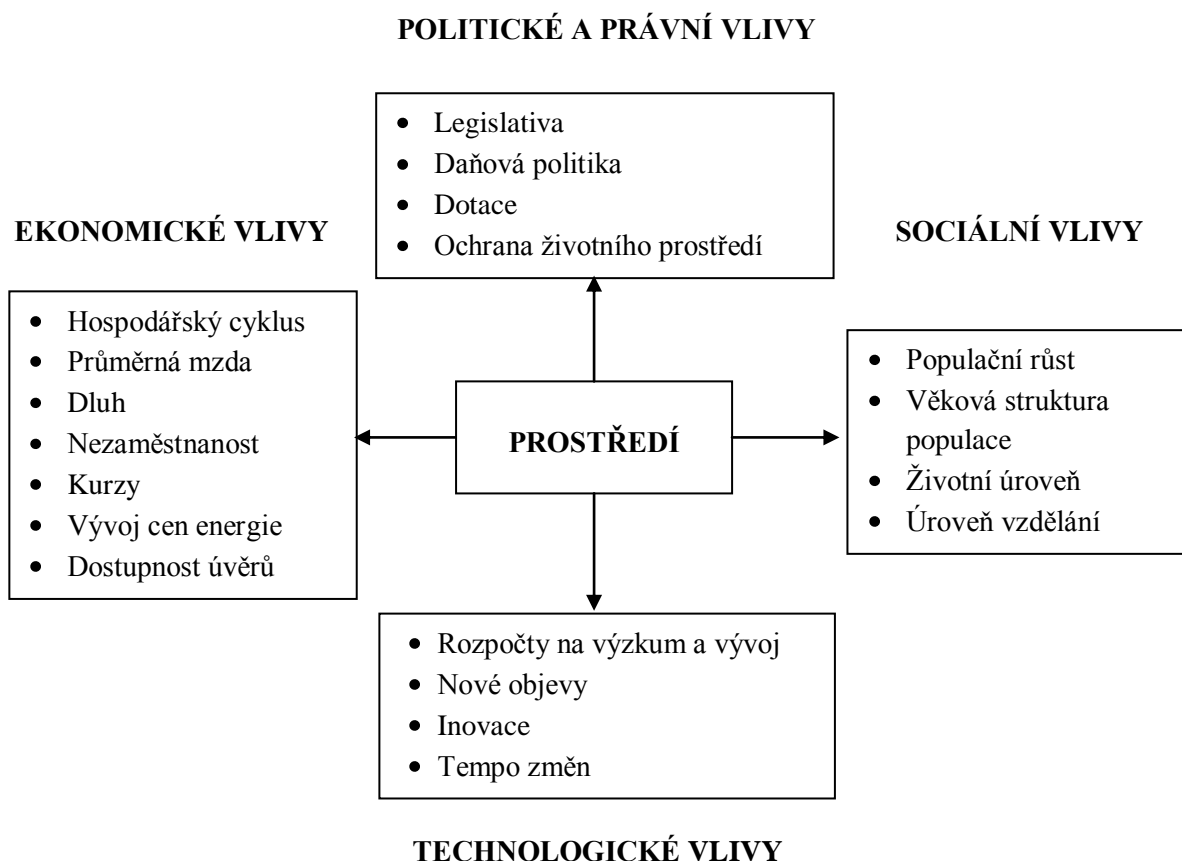 POLITICKÉ A PRÁVNÍ VLIVY
• Legislativa
• Daňová politika
• Dotace
• Ochrana životního prostředí
EKONOMICKÉ VLIVY
• Hospodářský cyklus
• Průměrná mzda
• Dluh
• Nezaměstnanost
• Kurzy
• Vývoj cen energie
• Dostupnost úvěrů
PROSTŘEDÍ
SOCIÁLNÍ VLIVY
• Populační růst
• Věková struktura
populace
• Životní úroveň
• Úroveň vzdělání
• Rozpočty na výzkum a vývoj
• Nové objevy
• Inovace
• Tempo změn
TECHNOLOGICKÉ VLIVY